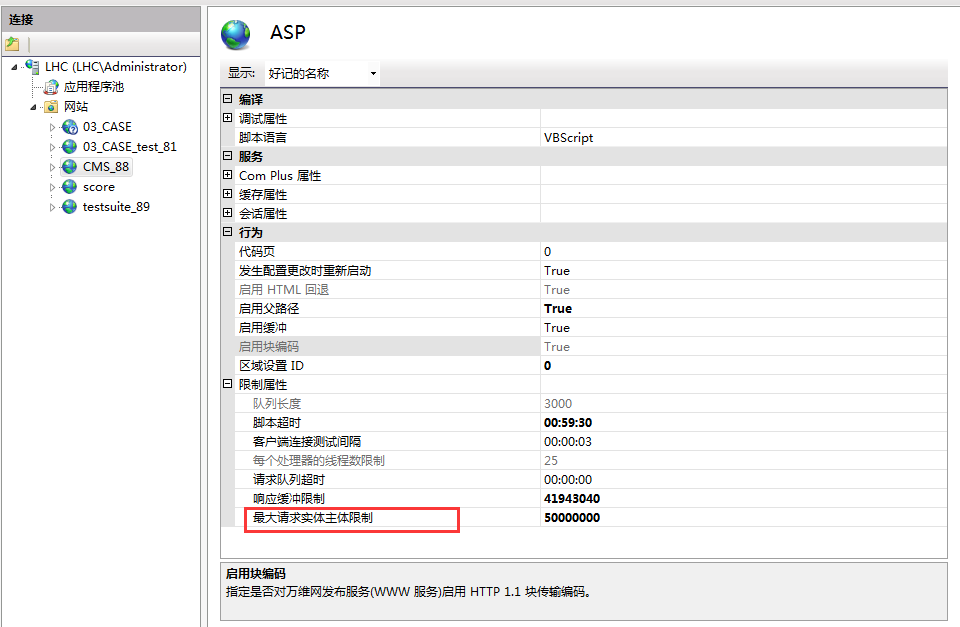 连接
LHC (LHC\Administrator)
应用程序池
网站
03_CASE
03_CASE_test_81
CMS_88
score
testsuite_89
ASP
显示: 好记的名称
编译
调试属性
脚本语言 VBScript
服务
Com Plus 属性
缓存属性
会话属性
行为
代码页 0
发生配置更改时重新启动 True
启用 HTML 回退 True
启用父路径 True
启用缓冲 True
启用块编码 True
区域设置 ID 0
限制属性
队列长度 3000
脚本超时 00:59:30
客户端连接测试间隔 00:00:03
每个处理器的线程数限制 25
请求队列超时 00:00:00
响应缓冲限制 41943040
最大请求实体主体限制 50000000
启用块编码
指定是否对万维网发布服务(WWW 服务)启用 HTTP 1.1 块传输编码。